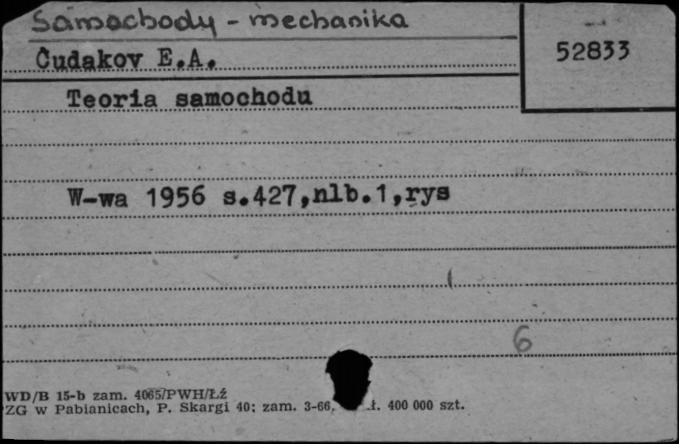 Samochody - mechanika
52833
Čudakov E.A.
Teoria samochodu
W-wa 1956 s.427,nlb.1,rys
6
WD/B 15-b zam. 4065/PWH/Łź
ZG w Pabianicach, P. Skargi 40; zam. 3-66. 400 000 szt.